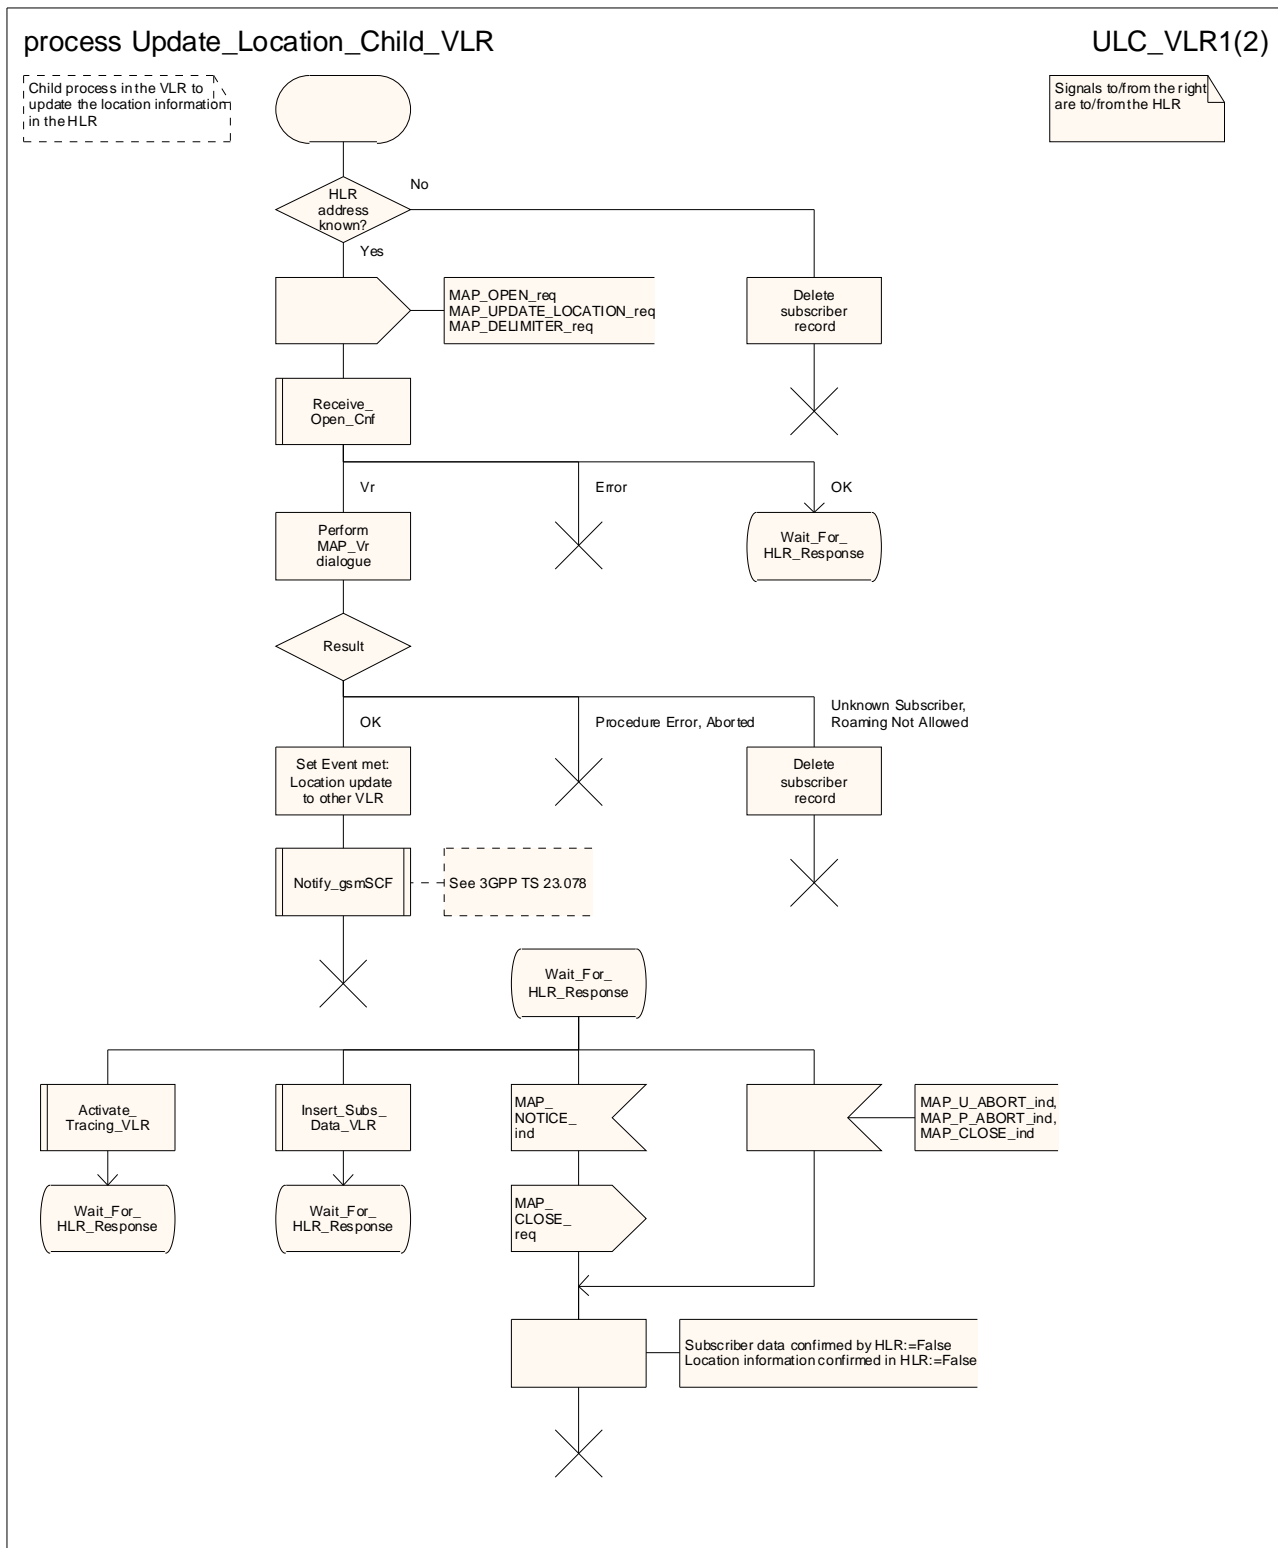 process Update_Location_Child_VLR
ULC_VLR1(2)
Child process in the VLR to
update the location information
in the HLR
Signals to/from the right
are to/from the HLR
HLR
address
known?
No
Yes
MAP_OPEN_req
MAP_UPDATE_LOCATION_req
MAP_DELIMITER_req
Delete
subscriber
record
Receive_
Open_Cnf
Vr
Error
OK
Perform
MAP_Vr
dialogue
Wait_For_
HLR_Response
Result
OK
Procedure Error, Aborted
Unknown Subscriber,
Roaming Not Allowed
Set Event met:
Location update
to other VLR
Delete
subscriber
record
Notify_gsmSCF
See 3GPP TS 23.078
Wait_For_
HLR_Response
Activate_
Tracing_VLR
Insert_Subs_
Data_VLR
MAP_
NOTICE_
ind
MAP_U_ABORT_ind,
MAP_P_ABORT_ind,
MAP_CLOSE_ind
Wait_For_
HLR_Response
Wait_For_
HLR_Response
MAP_
CLOSE_
req
Subscriber data confirmed by HLR:=False
Location information confirmed in HLR:=False